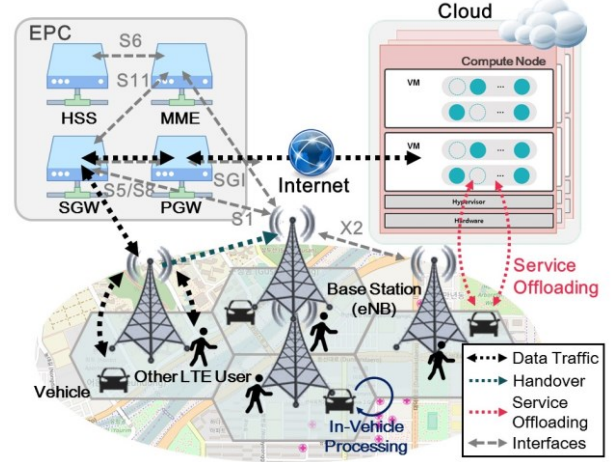 Cloud
EPC
S6
S11
HSS
MME
Compute Node
VM
...
...
VM
...
...
Hypervisor
Hardware
S5/S8
SGI
Internet
SGW
PGW
S1
X2
Service
Offloading
Base Station
(eNB)
Vehicle
Other LTE User
In-Vehicle
Processing
Data Traffic
Handover
Service
Offloading
Interfaces